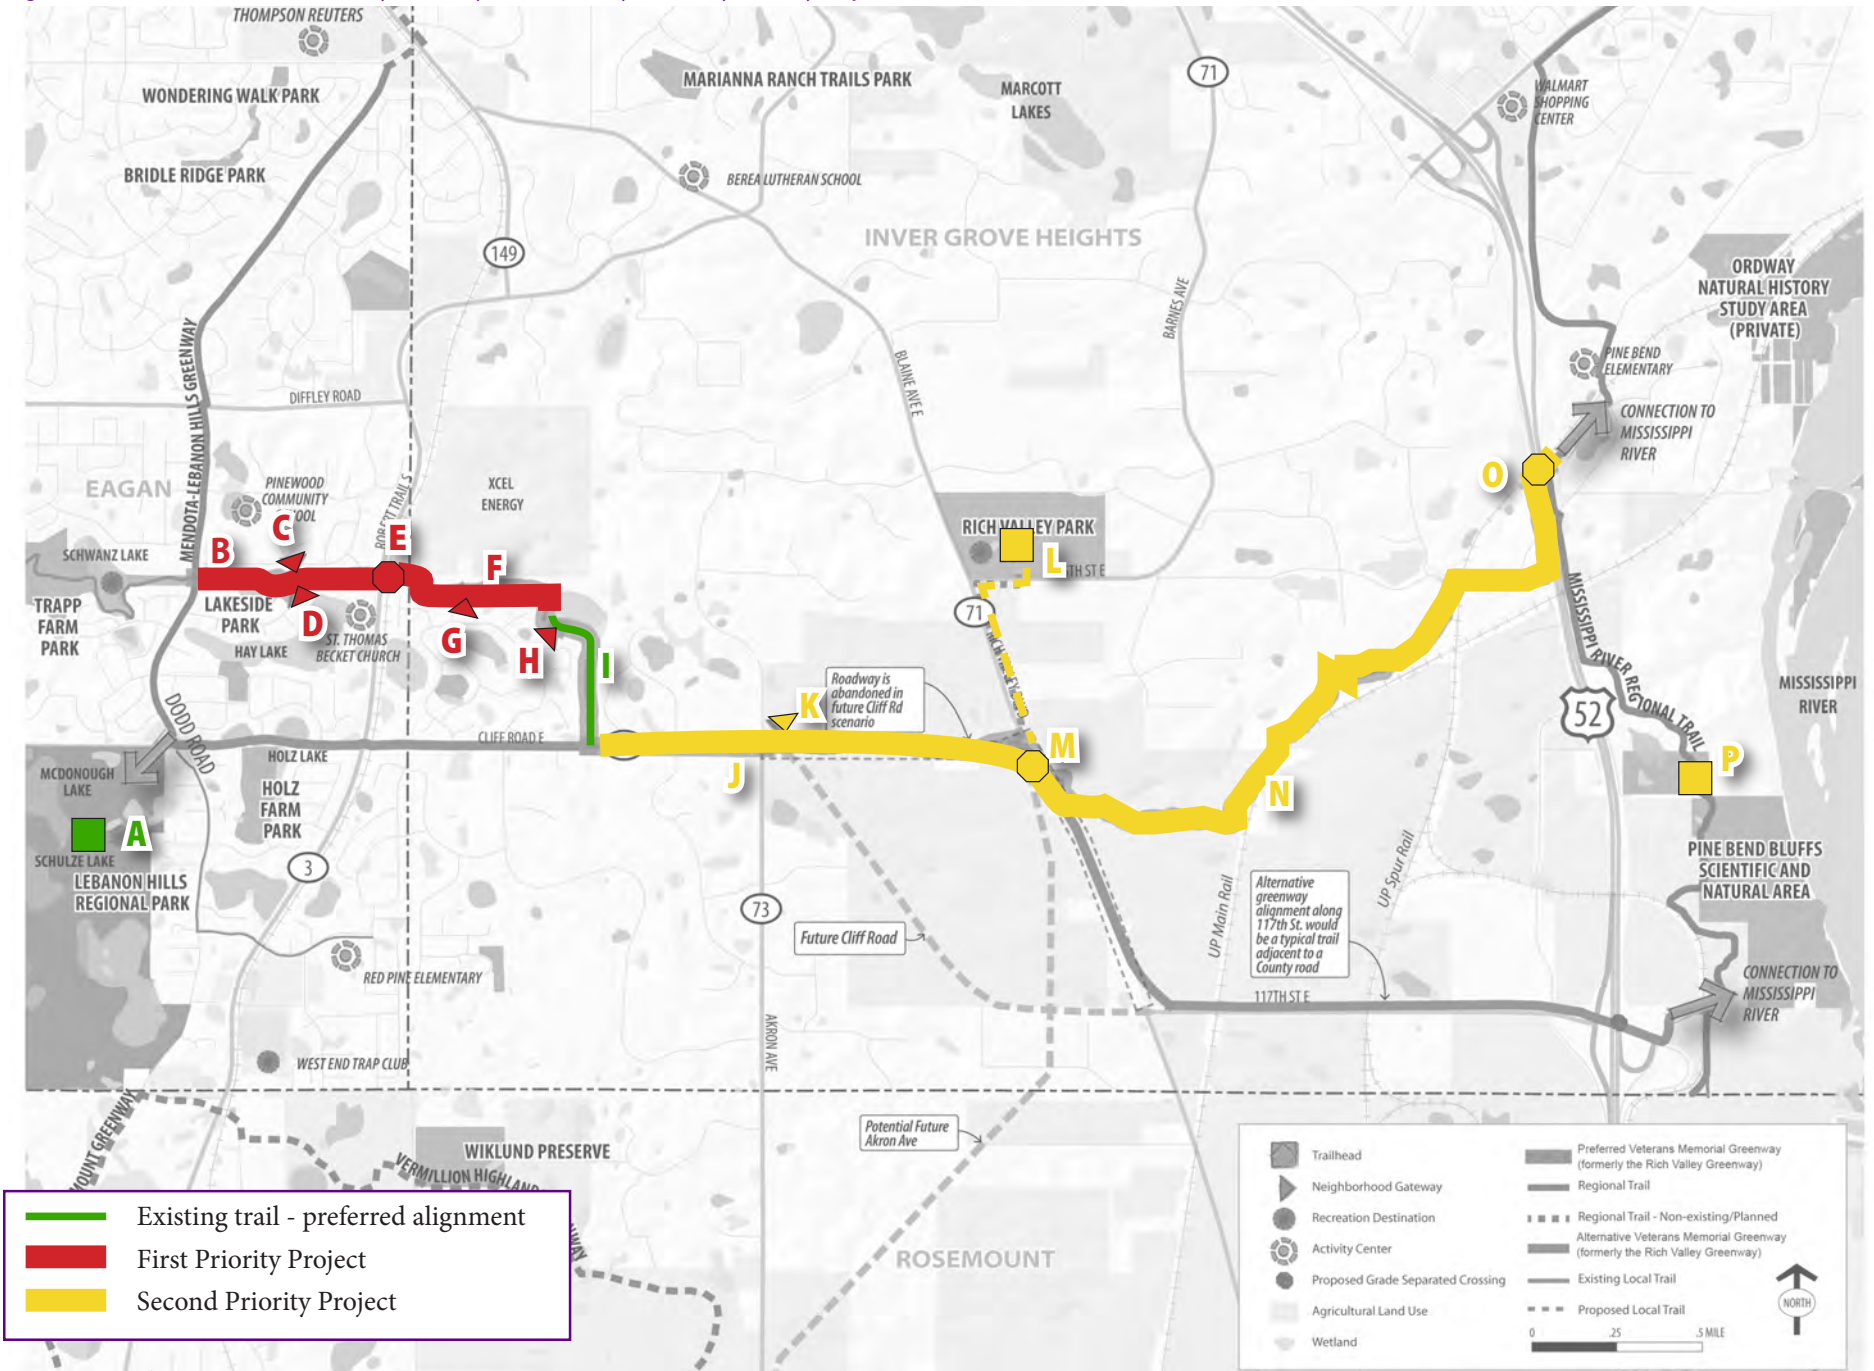 THOMPSON REUTERS
WONDERING WALK PARK
MARIANNA RANCH TRAILS PARK
MARCOTT
LAKES
71
WALMART
SHOPPING
CENTER
BRIDLE RIDGE PARK
BEREA LUTHERAN SCHOOL
INVER GROVE HEIGHTS
149
ORDWAY
NATURAL HISTORY
STUDY AREA
(PRIVATE)
BARNES AVE
MENDOTA-LEBANON HILLS GREENWAY
BLAINE AVE E
PINE BEND
ELEMENTARY
DIFFLEY ROAD
CONNECTION TO
MISSISSIPPI
RIVER
EAGAN
PINEWOOD
COMMUNITY
OOL
XCEL
ENERGY
ROBERT TRAIL S
O
C
B
E
F
RICH VALLEY PARK
L
TH ST E
SCHWANZ LAKE
TRAPP
FARM
PARK
LAKESIDE
PARK
D
G
H
I
HAY LAKE
ST. THOMAS
BECKET CHURCH
71
MISSISSIPPI RIVER REGIONAL TRAIL
52
MISSISSIPPI
RIVER
Roadway is
abandoned in
future Cliff Rd
scenario
K
DODD ROAD
CLIFF ROAD E
HOLZ LAKE
M
J
N
P
MCDONOUGH
LAKE
HOLZ
FARM
PARK
A
SCHULZE LAKE
LEBANON HILLS
REGIONAL PARK
3
73
Future Cliff Road
UP Main Rail
UP Spur Rail
Alternative
greenway
alignment along
117th St. would
be a typical trail
adjacent to a
County road
PINE BEND BLUFFS
SCIENTIFIC AND
NATURAL AREA
RED PINE ELEMENTARY
117TH ST E
CONNECTION TO
MISSISSIPPI
RIVER
AKRON AVE
WEST END TRAP CLUB
MOUNT GREENWAY
Potential Future
Akron Ave
WIKLUND PRESERVE
VERMILLION HIGHLAND
WAY
ROSEMOUNT
Existing trail - preferred alignment
First Priority Project
Second Priority Project
Trailhead
Neighborhood Gateway
Recreation Destination
Activity Center
Proposed Grade Separated Crossing
Agricultural Land Use
Wetland
Preferred Veterans Memorial Greenway
(formerly the Rich Valley Greenway)
Regional Trail
Regional Trail - Non-existing/Planned
Alternative Veterans Memorial Greenway
(formerly the Rich Valley Greenway)
Existing Local Trail
Proposed Local Trail
0 .25 .5 MILE
NORTH